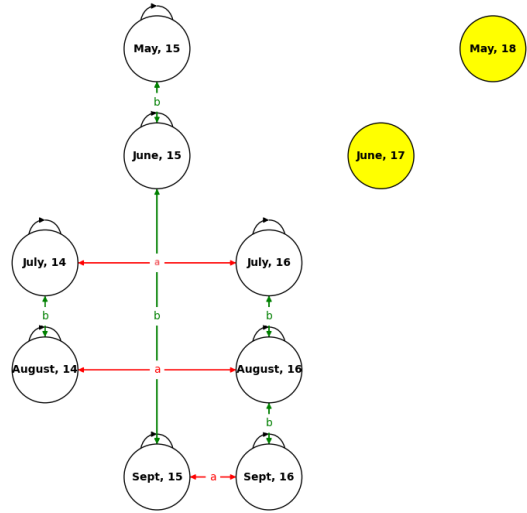 May, 15
May, 18
b
June, 15
June, 17
July, 14
a
July, 16
b
b
b
August, 14
a
August, 16
b
Sept, 15
a
Sept, 16